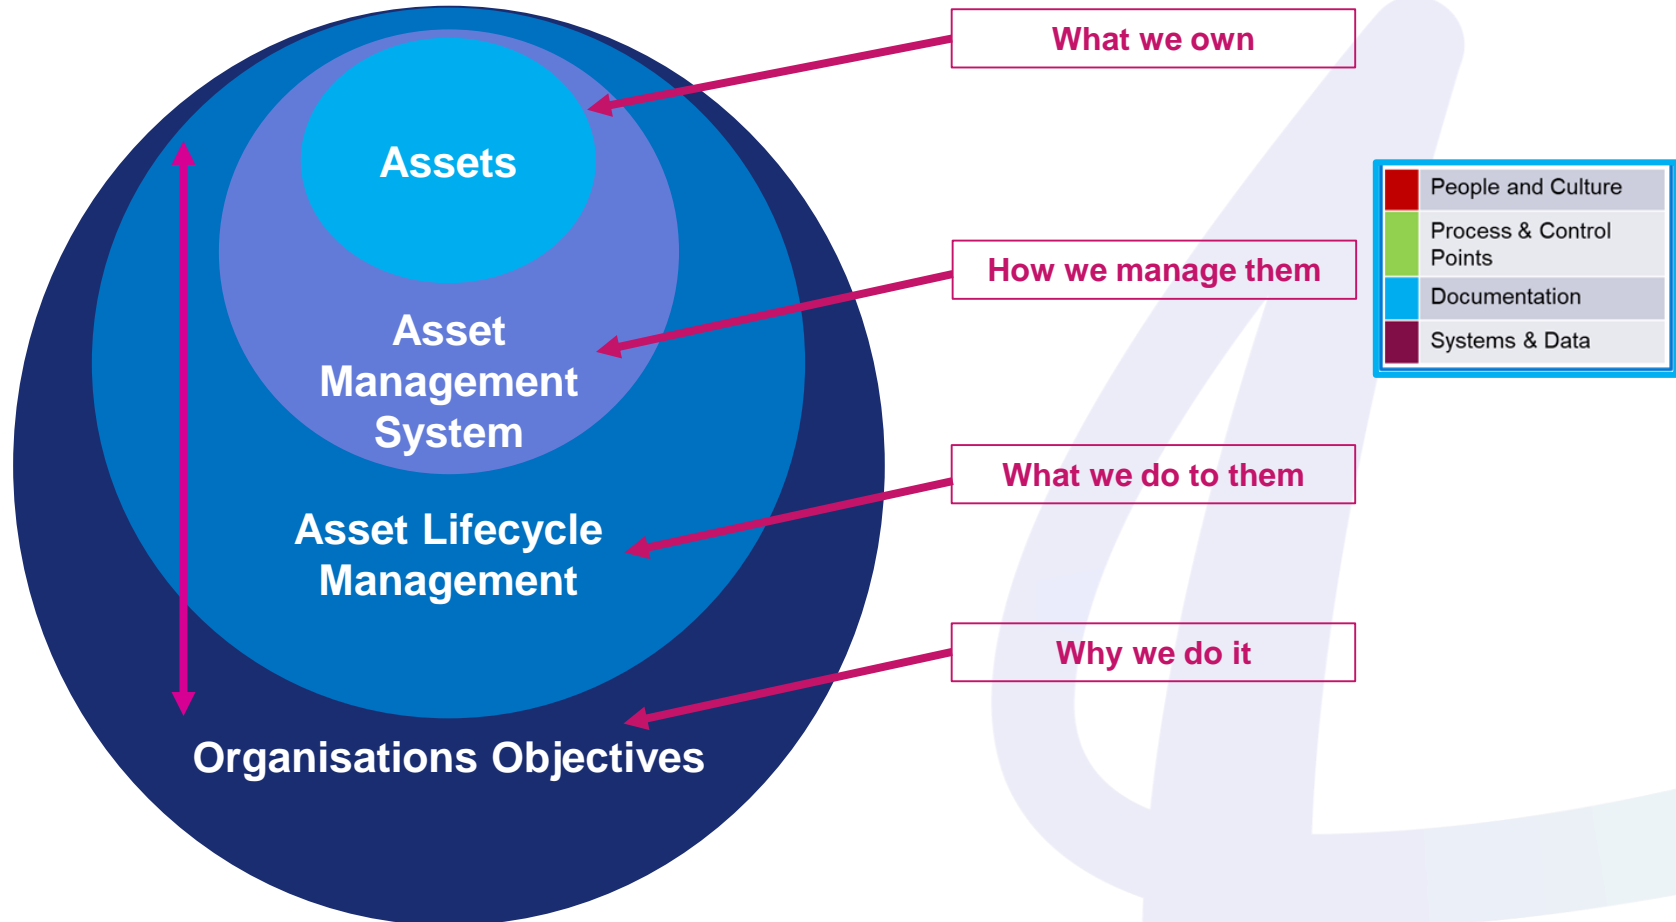 What we own
Assets
People and Culture
Process & Control
Points
Documentation
Systems & Data
How we manage them
Asset
Management
System
What we do to them
Asset Lifecycle
Management
Why we do it
Organisations Objectives